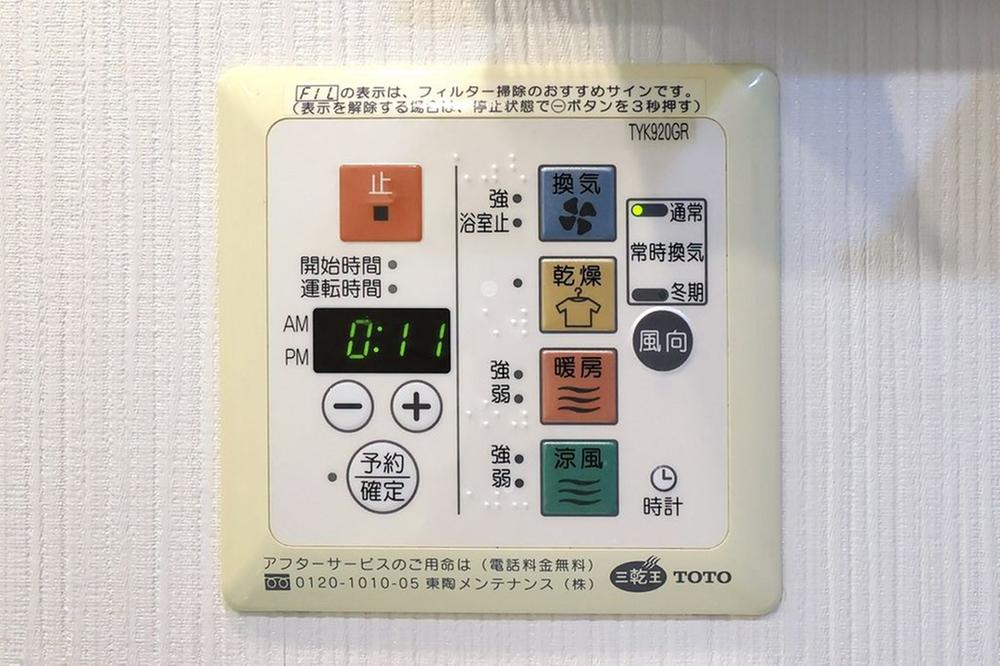 FILの表示は、フィルター掃除のおすすめサインです。
(表示を解除する場合は、停止状態で⊖ボタンを3秒押す)
TYK920GR
止
開始時間
運転時間
AM
PM
0:11
予約
確定
強
浴室止
換気
乾燥
強
弱
暖房
強
弱
涼風
通常
常時換気
冬期
風向
時計
アフターサービスのご用命は(電話料金無料)
0120-1010-05 東陶メンテナンス(株)
三乾王 TOTO